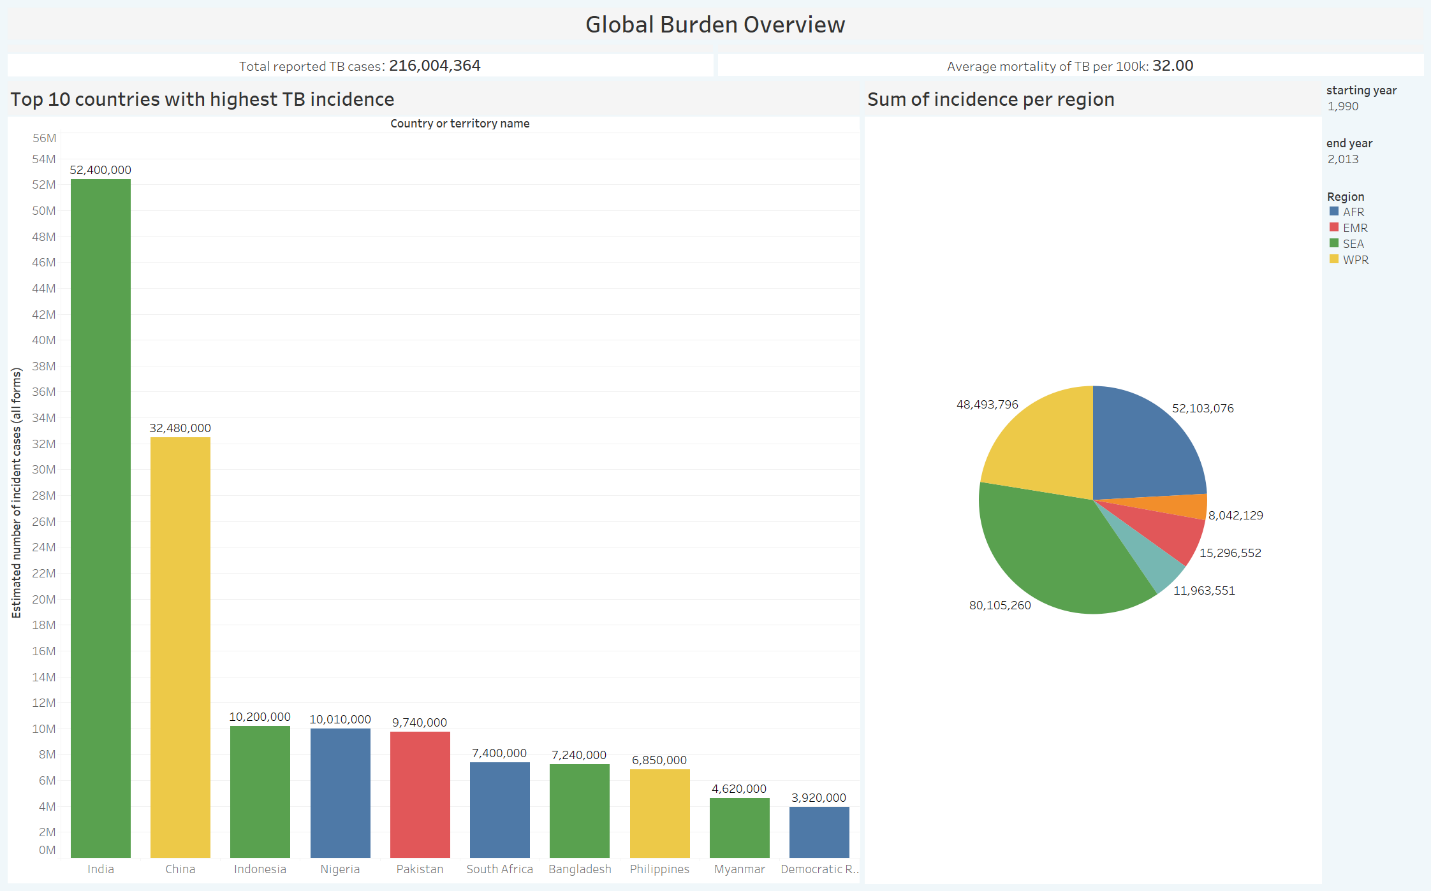 Global Burden Overview
Total reported TB cases: 216,004,364
Average mortality of TB per 100k: 32.00
Top 10 countries with highest TB incidence
Country or territory name
Estimated number of incident cases (all forms)
56M
54M
52M
50M
48M
46M
44M
42M
40M
38M
36M
34M
32M
30M
28M
26M
24M
22M
20M
18M
16M
14M
12M
10M
8M
6M
4M
2M
0M
52,400,000
32,480,000
10,200,000
10,010,000
9,740,000
7,400,000
7,240,000
6,850,000
4,620,000
3,920,000
India
China
Indonesia
Nigeria
Pakistan
South Africa
Bangladesh
Philippines
Myanmar
Democratic R..
Sum of incidence per region
48,493,796
52,103,076
8,042,129
15,296,552
11,963,551
80,105,260
starting year
1,990
end year
2,013
Region
AFR
EMR
SEA
WPR